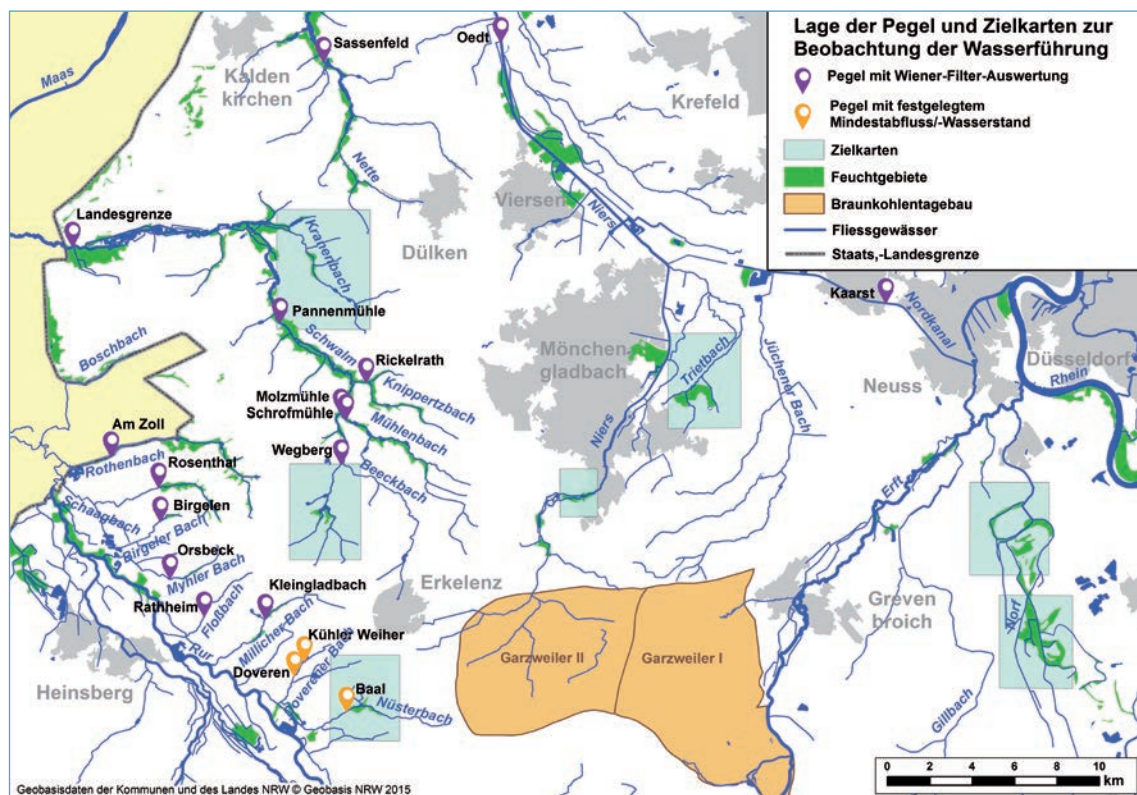 Lage der Pegel und Zielkarten zur
Beobachtung der Wasserführung
Pegel mit Wiener-Filter-Auswertung
Pegel mit festgelegtem
Mindestabfluss/-Wasserstand
Zielkarten
Feuchtgebiete
Braunkohlentagebau
Fliessgewässer
Staats,-Landesgrenze
Maas
Sassenfeld
Oedt
Kalden
kirchen
Krefeld
Nette
Viersen
Niers
Landesgrenze
Kranenbach
Dülken
Kaarst
Nordkanal
Pannenmühle
Schwalm
Boschbach
Rickelrath
Knippertzbach
Mönchen-
gladbach
Trietbach
Jüchener Bach
Neuss
Düsseldorf
Rhein
Molzmühle
Schrofmühle
Mühlenbach
Am Zoll
Wegberg
Niers
Rothenbach
Rosenthal
Beeckbach
Erft
Schaagbach
Birgelen
Birgeler Bach
Orsbeck
Myhler Bach
Kleingladbach
Erkelenz
Rathheim
Floßbach
Millicher Bach
Greven
broich
Norf
Rur
Kühler Weiher
Garzweiler II
Garzweiler I
Heinsberg
Doveren
Doverener Bach
Baal
Nüsterbach
Gillbach
0 2 4 6 8 10
km
Geobasisdaten der Kommunen und des Landes NRW © Geobasis NRW 2015